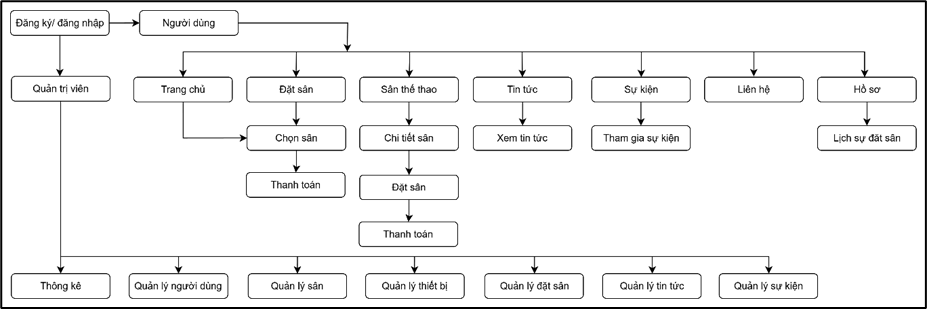 Đăng ký/ đăng nhập
Người dùng
Quản trị viên
Trang chủ
Đặt sân
Sân thể thao
Tin tức
Sự kiện
Liên hệ
Hồ sơ
Chọn sân
Chi tiết sân
Xem tin tức
Tham gia sự kiện
Lịch sự đát sân
Thanh toán
Đặt sân
Thanh toán
Thông kê
Quản lý người dùng
Quản lý sân
Quản lý thiết bị
Quản lý đặt sân
Quản lý tin tức
Quản lý sự kiện